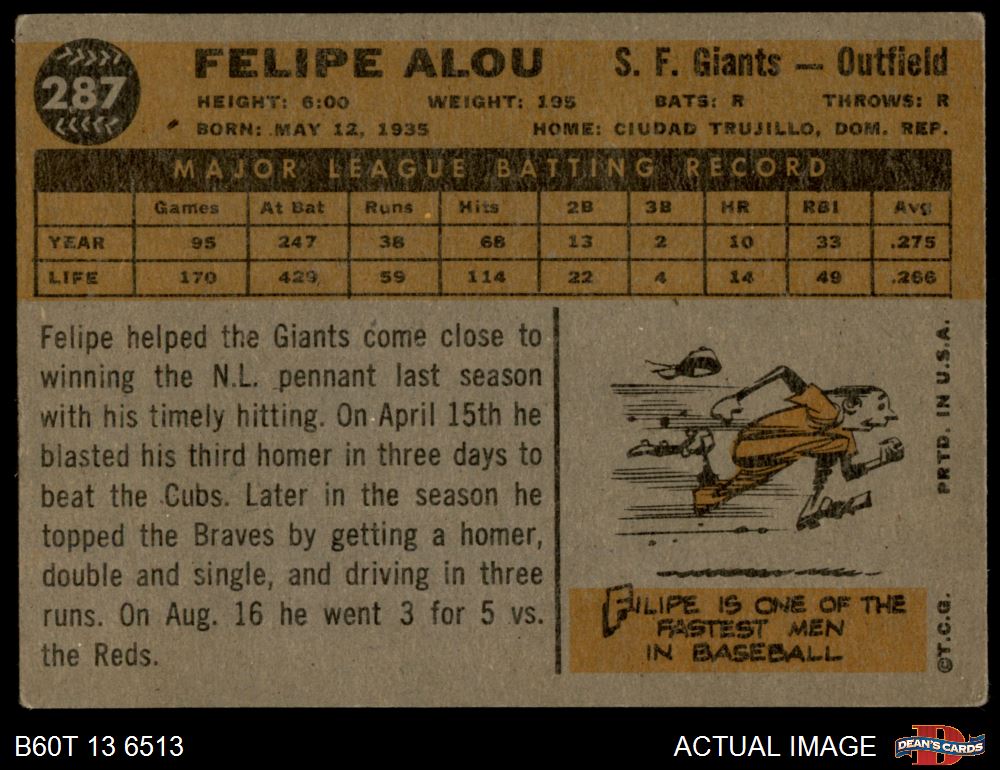 287
FELIPE ALOU
S. F. Giants — Outfield
HEIGHT: 6:00 WEIGHT: 195 BATS: R THROWS: R
BORN: MAY 12, 1935 HOME: CIUDAD TRUJILLO, DOM. REP.
MAJOR LEAGUE BATTING RECORD
Games At Bat Runs Hits 2B 3B HR RBI Avg
YEAR 95 247 38 68 13 2 10 33 .275
LIFE 170 429 59 114 22 4 14 49 .266
Felipe helped the Giants come close to
winning the N.L. pennant last season
with his timely hitting. On April 15th he
blasted his third homer in three days to
beat the Cubs. Later in the season he
topped the Braves by getting a homer,
double and single, and driving in three
runs. On Aug. 16 he went 3 for 5 vs.
the Reds.
FILIPE IS ONE OF THE
FASTEST MEN
IN BASEBALL
PRTD. IN U.S.A.
©T.C.G.
B60T 13 6513
ACTUAL IMAGE
D
DEAN'S CARDS